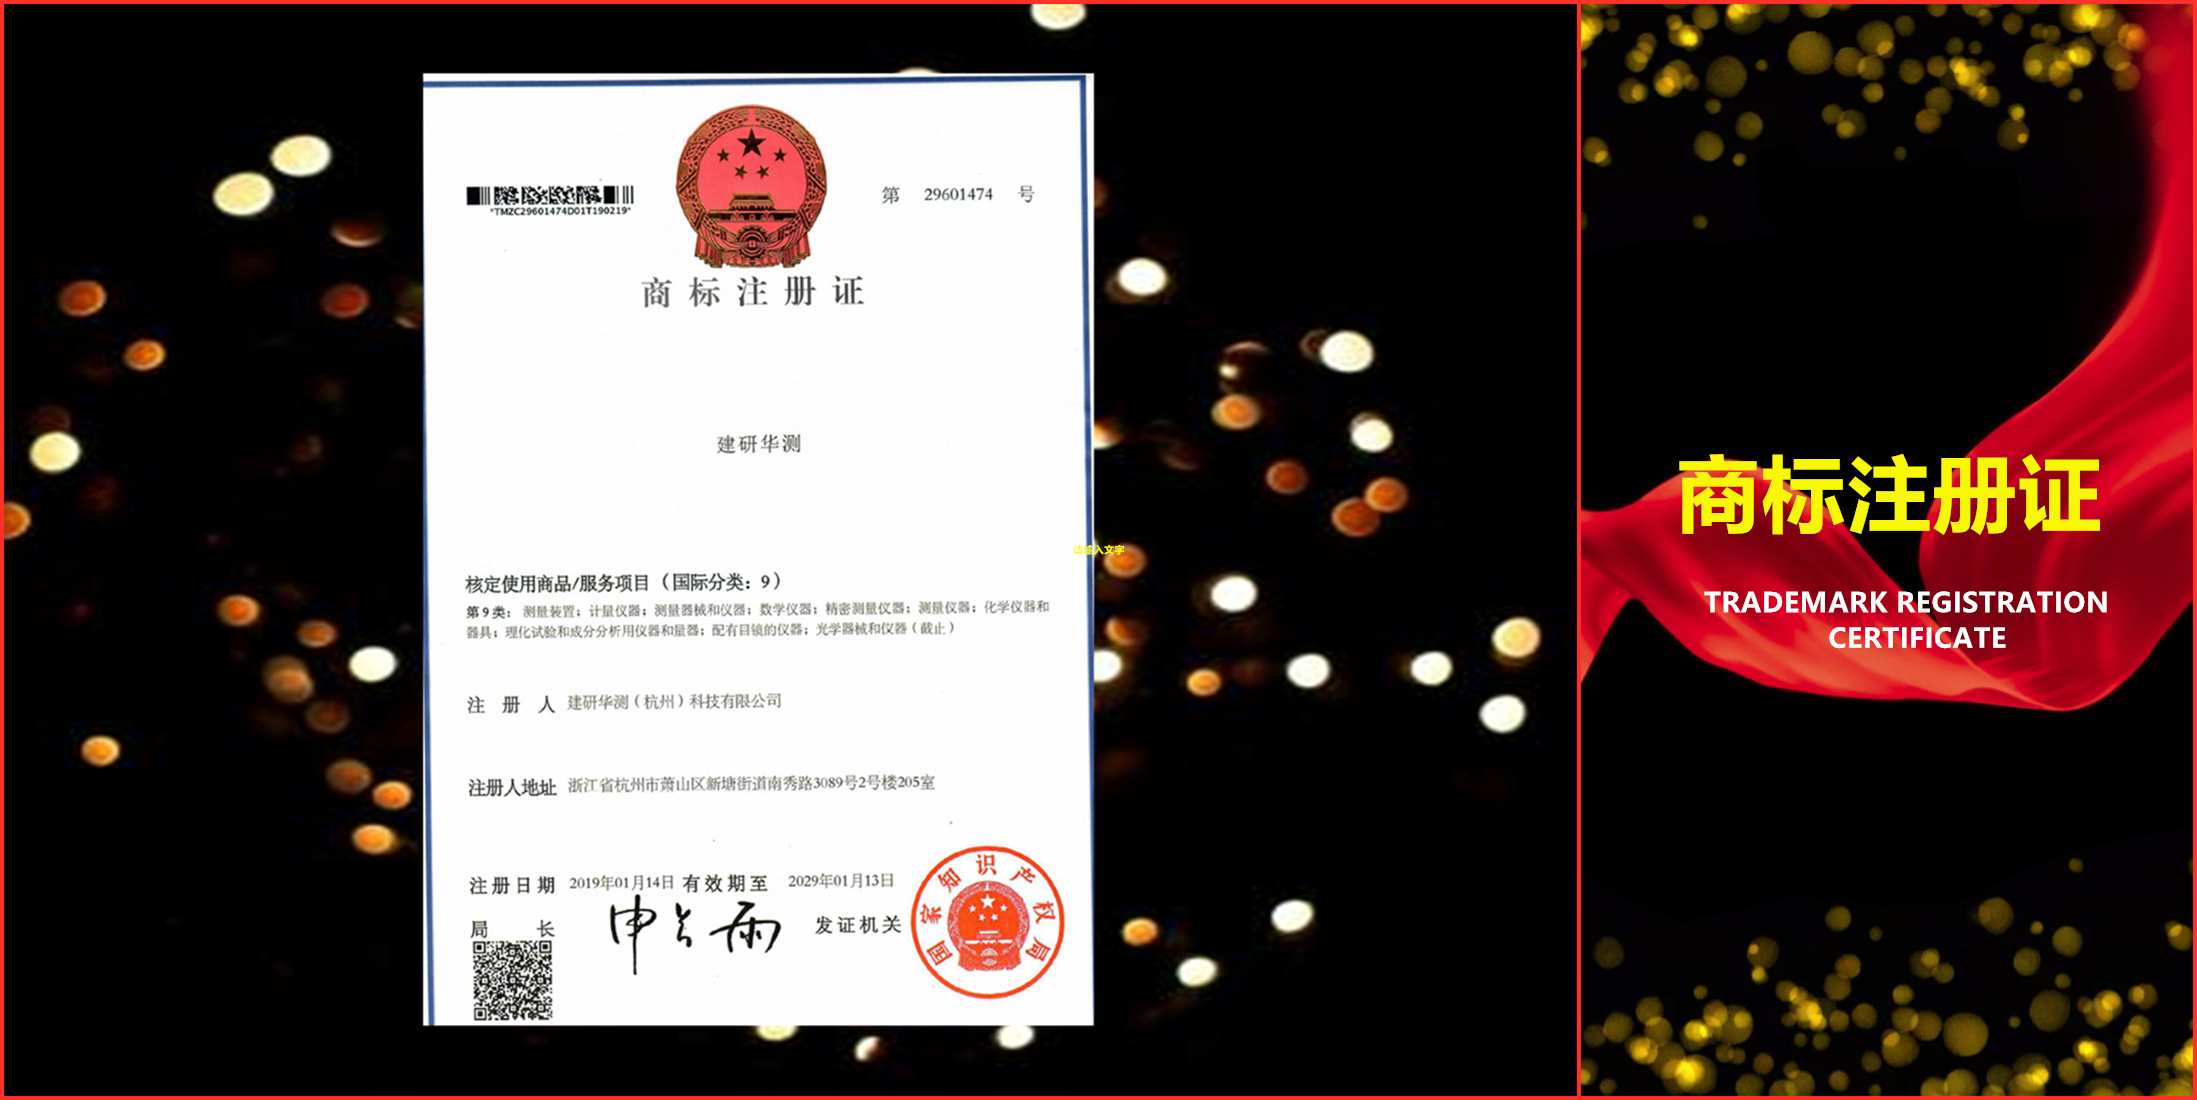 *TMZC29601474D01T190219*
第 29601474 号
商标注册证
建研华测
核定使用商品/服务项目（国际分类：9）
第9类：测量装置；计量仪器；测量器械和仪器；数学仪器；精密测量仪器；测量仪器；化学仪器和
器具；理化试验和成分分析用仪器和量器；配有目镜的仪器；光学器械和仪器（截止）
注册人 建研华测（杭州）科技有限公司
注册人地址 浙江省杭州市萧山区新塘街道南秀路3089号2号楼205室
注册日期 2019年01月14日 有效期至 2029年01月13日
局长 申长雨 发证机关
国家知识产权局
请输入文字
商标注册证
TRADEMARK REGISTRATION
CERTIFICATE